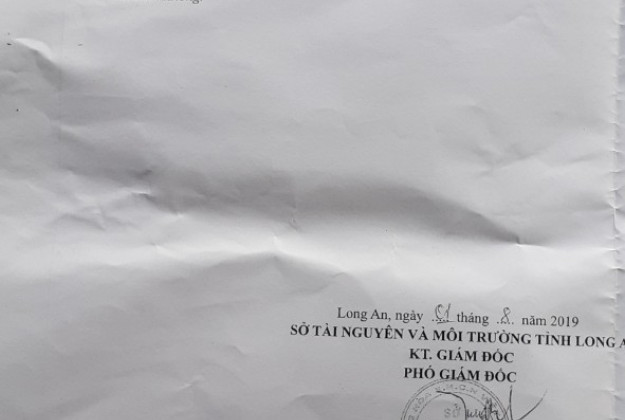 Long An, ngày 01 tháng 8 năm 2019
SỞ TÀI NGUYÊN VÀ MÔI TRƯỜNG TỈNH LONG A
KT. GIÁM ĐỐC
PHÓ GIÁM ĐỐC
SỞ